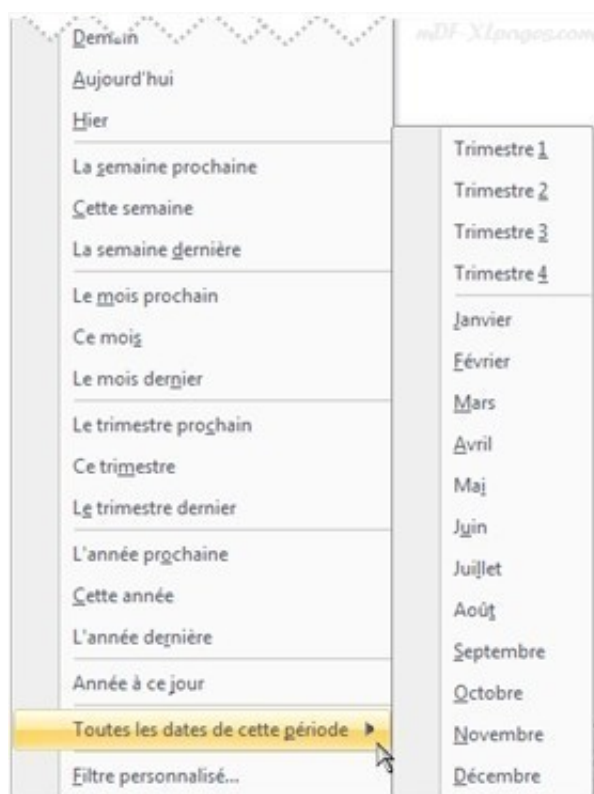 Demain
mDF-XLpages.com
Aujourd'hui
Hier
La semaine prochaine
Cette semaine
La semaine dernière
Le mois prochain
Ce mois
Le mois dernier
Le trimestre prochain
Ce trimestre
Le trimestre dernier
L'année prochaine
Cette année
L'année dernière
Année à ce jour
Toutes les dates de cette période
Filtre personnalisé...
Trimestre 1
Trimestre 2
Trimestre 3
Trimestre 4
Janvier
Février
Mars
Avril
Mai
Juin
Juillet
Août
Septembre
Octobre
Novembre
Décembre